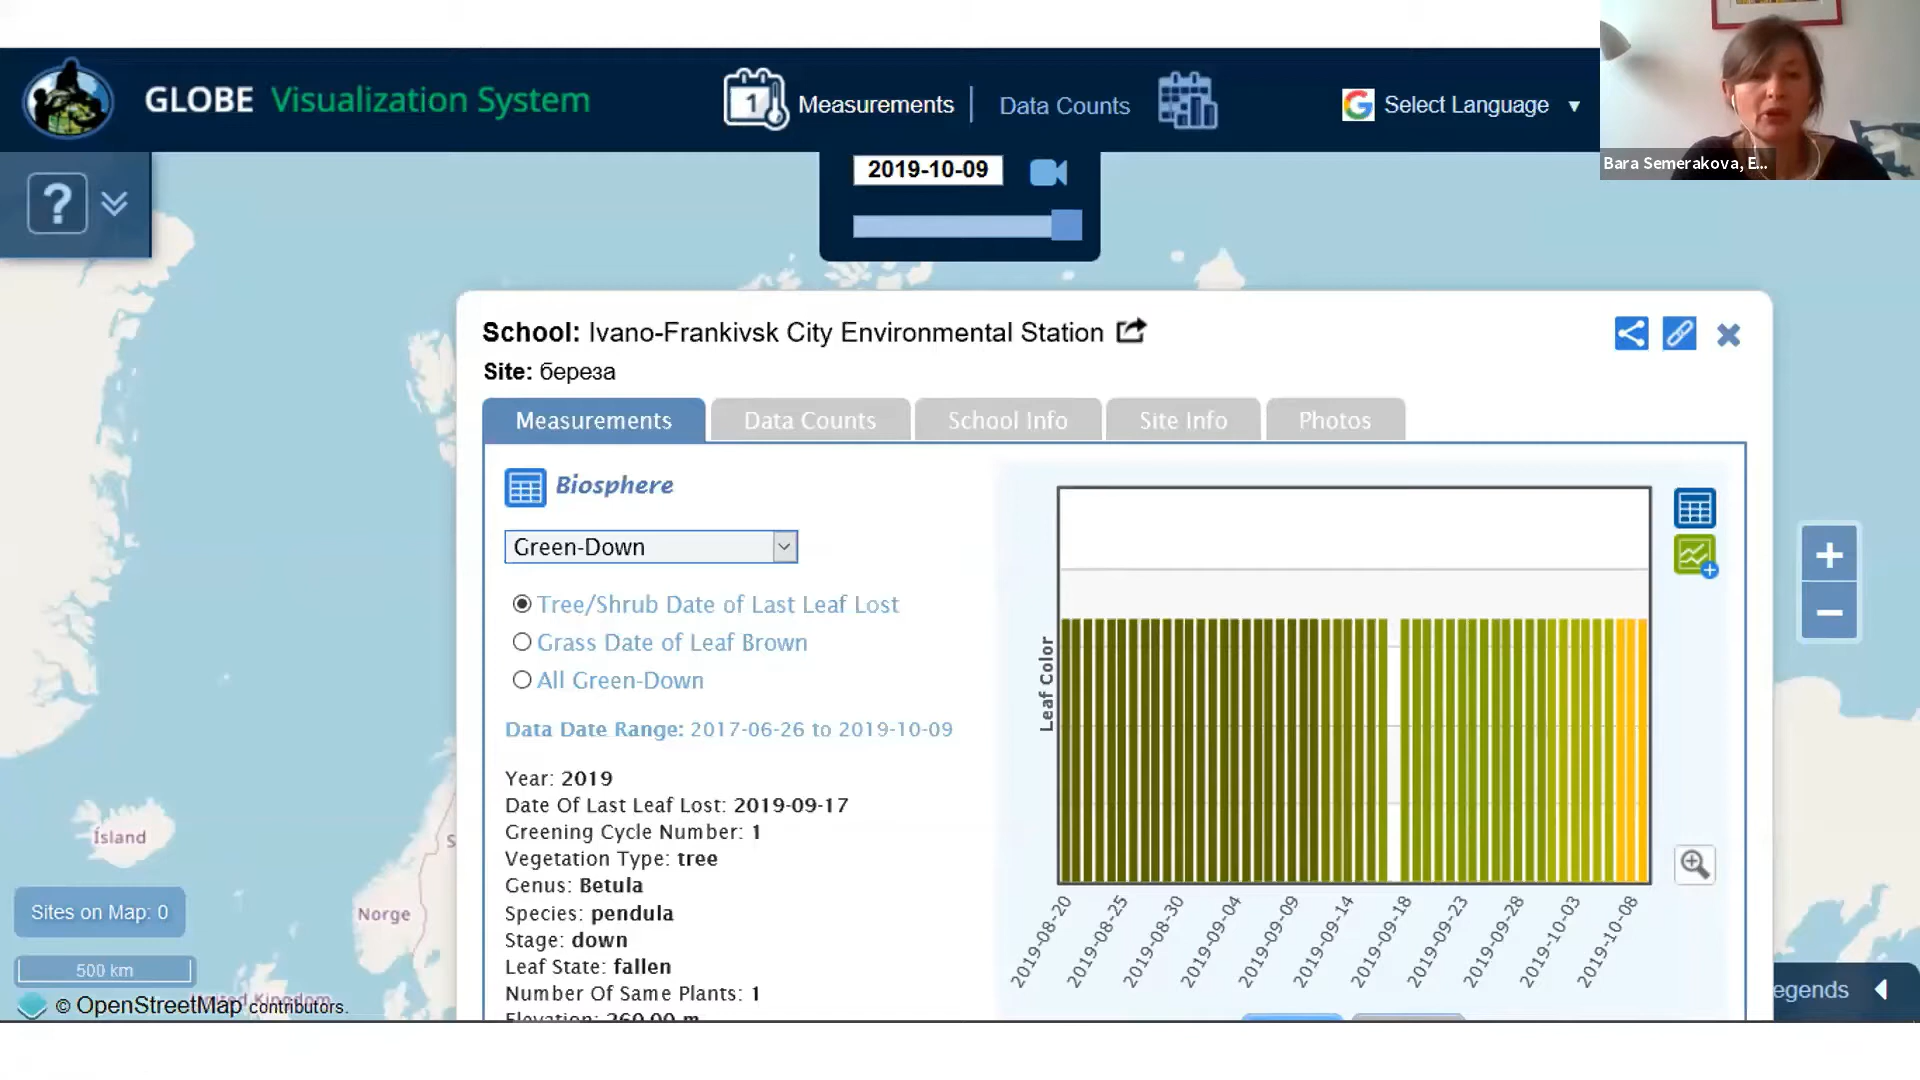 GLOBE Visualization System
1
Measurements
Data Counts
Select Language
Bara Semerakova, E...
?
2019-10-09
School: Ivano-Frankivsk City Environmental Station
Site: береза
Measurements
Data Counts
School Info
Site Info
Photos
Biosphere
Green-Down
Tree/Shrub Date of Last Leaf Lost
Grass Date of Leaf Brown
All Green-Down
Data Date Range: 2017-06-26 to 2019-10-09
Year: 2019
Date Of Last Leaf Lost: 2019-09-17
Greening Cycle Number: 1
Vegetation Type: tree
Genus: Betula
Species: pendula
Stage: down
Leaf State: fallen
Number Of Same Plants: 1
Elevation: 260.00 m
Leaf Color
2019-08-20
2019-08-25
2019-08-30
2019-09-04
2019-09-09
2019-09-14
2019-09-18
2019-09-23
2019-09-28
2019-10-03
2019-10-08
+
−
Ísland
Norge
S
Sites on Map: 0
500 km
United Kingdom
© OpenStreetMap contributors.
egends